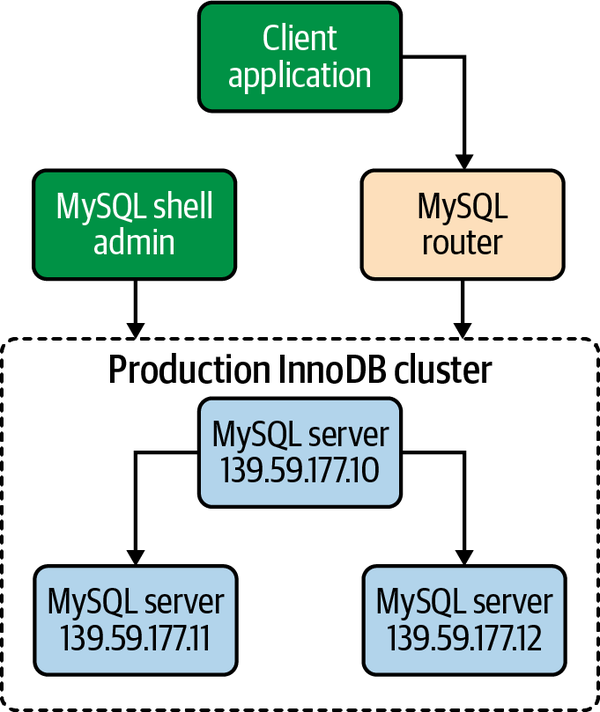 Client
application
MySQL shell
admin
MySQL
router
Production InnoDB cluster
MySQL server
139.59.177.10
MySQL server
139.59.177.11
MySQL server
139.59.177.12